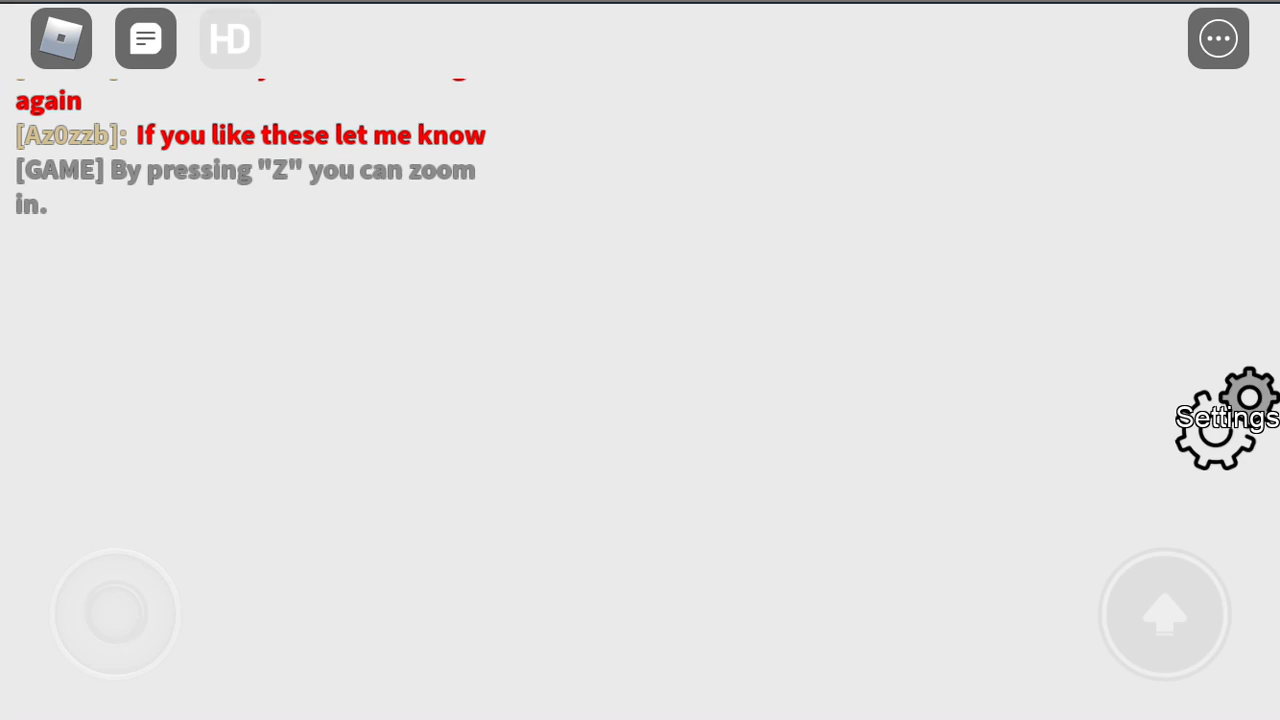 HD
again
[Az0zzb]: If you like these let me know
[GAME] By pressing "Z" you can zoom
in.
Settings